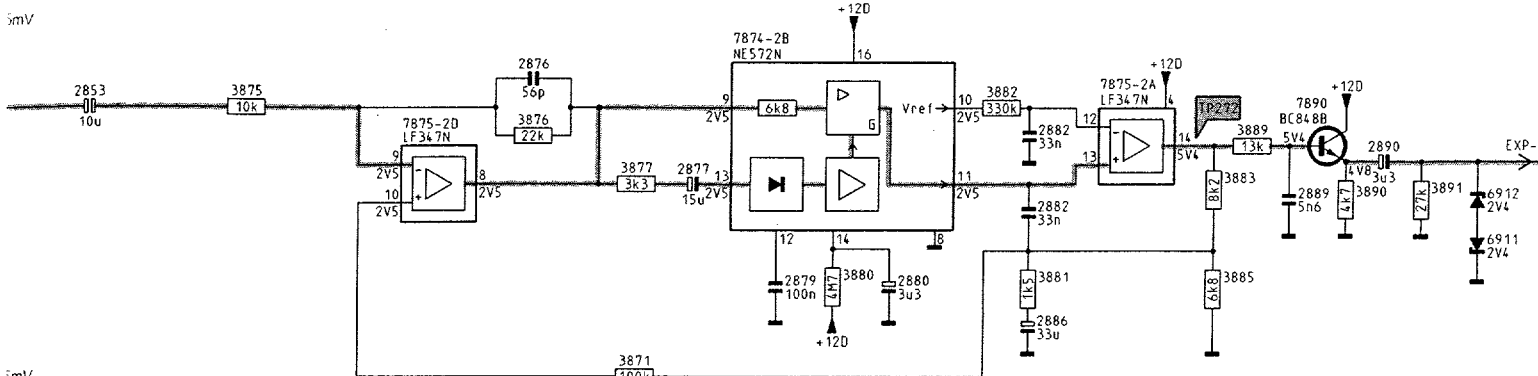 +12D
7874-2B
NE572N
16
2876
56p
3876
22k
2853
10u
3875
10k
7875-2D
LF347N
9
2V5
10
2V5
8
2V5
3877
3k3
2877
15u
9
2V5
6k8
G
13
2V5
Vref
10
2V5
11
2V5
12
14
8
2879
100n
3880
4M7
+12D
2880
3u3
3882
330k
2882
33n
2882
33n
3881
1k5
2886
33u
+12D
7875-2A
LF347N
4
12
13
14
5V4
TP272
3883
8k2
3885
6k8
3889
13k
5V4
2889
5n6
7890
BC848B
+12D
4V8
2890
3u3
3890
4k7
3891
27k
6912
2V4
6911
2V4
EXP-
3871